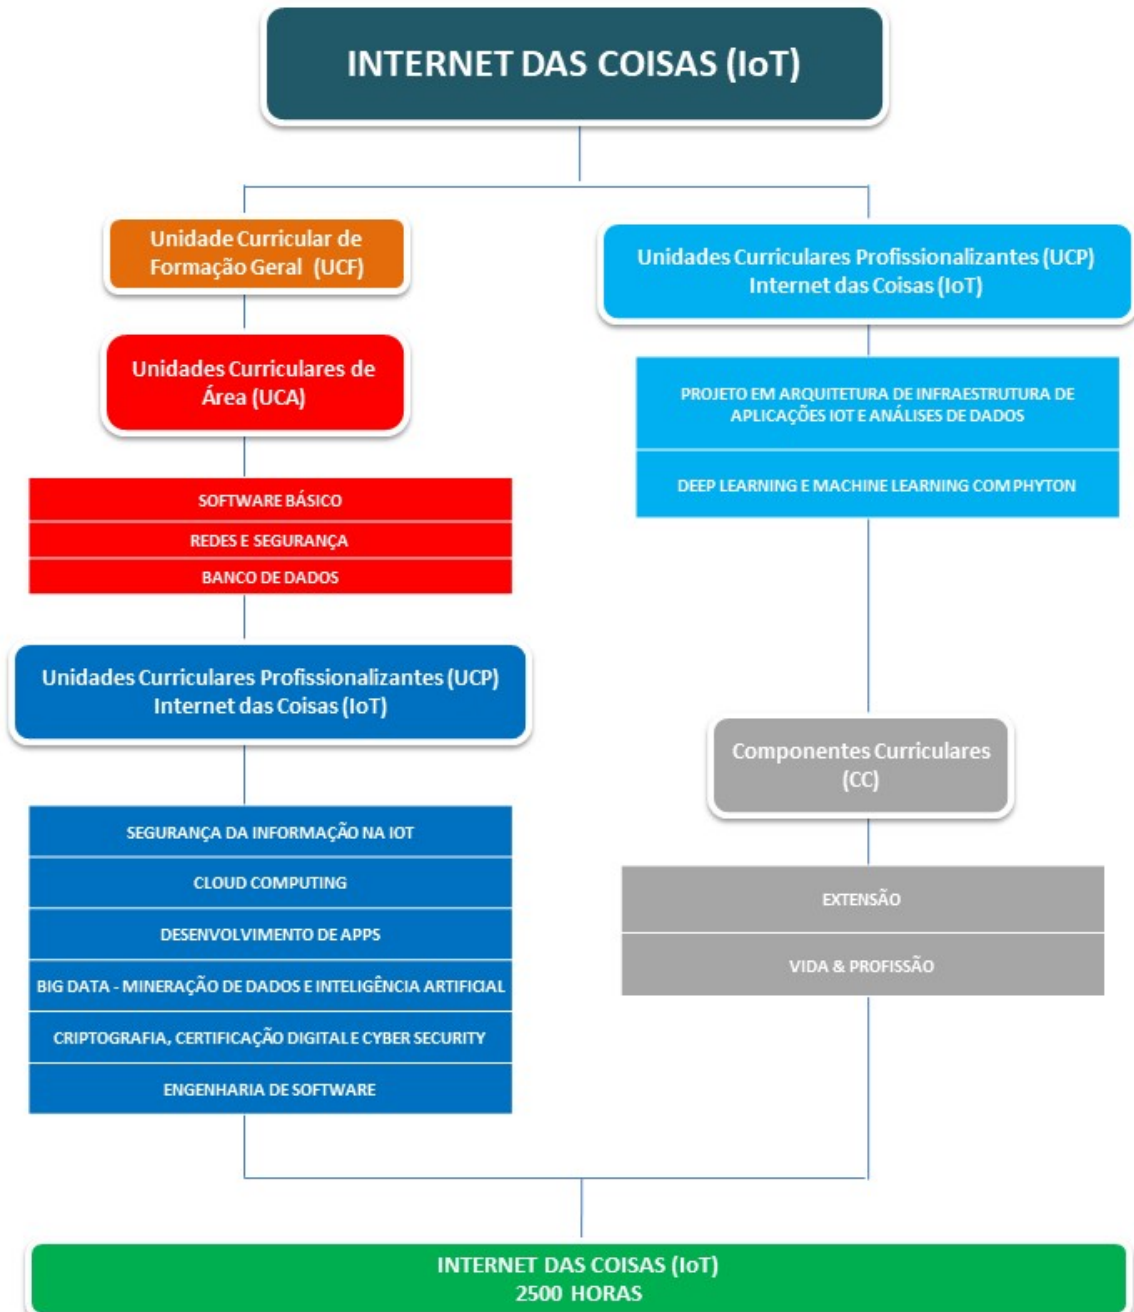 INTERNET DAS COISAS (IoT)
Unidade Curricular de
Formação Geral (UCF)
Unidades Curriculares de
Área (UCA)
SOFTWARE BÁSICO
REDES E SEGURANÇA
BANCO DE DADOS
Unidades Curriculares Profissionalizantes (UCP)
Internet das Coisas (IoT)
SEGURANÇA DA INFORMAÇÃO NA IOT
CLOUD COMPUTING
DESENVOLVIMENTO DE APPS
BIG DATA - MINERAÇÃO DE DADOS E INTELIGÊNCIA ARTIFICIAL
CRIPTOGRAFIA, CERTIFICAÇÃO DIGITAL E CYBER SECURITY
ENGENHARIA DE SOFTWARE
Unidades Curriculares Profissionalizantes (UCP)
Internet das Coisas (IoT)
PROJETO EM ARQUITETURA DE INFRAESTRUTURA DE
APLICAÇÕES IOT E ANÁLISES DE DADOS
DEEP LEARNING E MACHINE LEARNING COM PHYTON
Componentes Curriculares
(CC)
EXTENSÃO
VIDA & PROFISSÃO
INTERNET DAS COISAS (IoT)
2500 HORAS